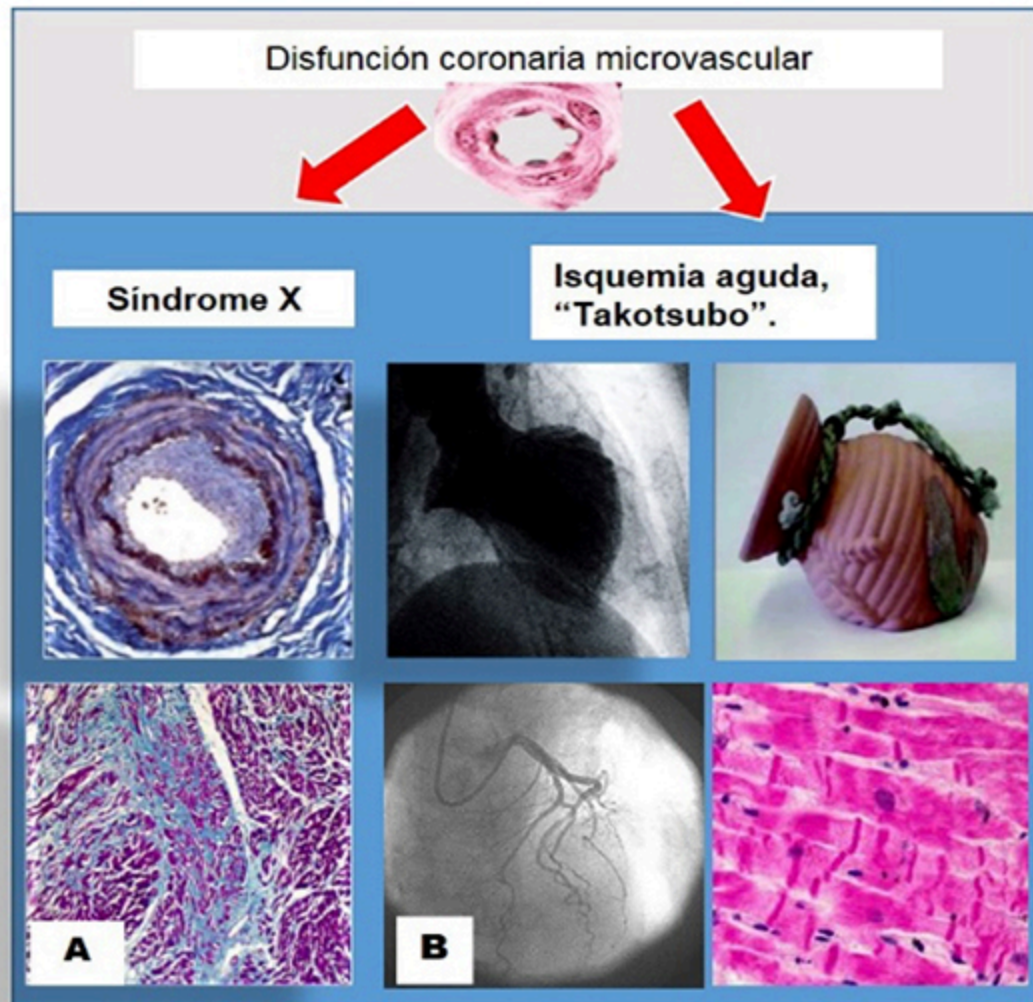 Disfunción coronaria microvascular
Síndrome X
Isquemia aguda,
“Takotsubo”.
A
B